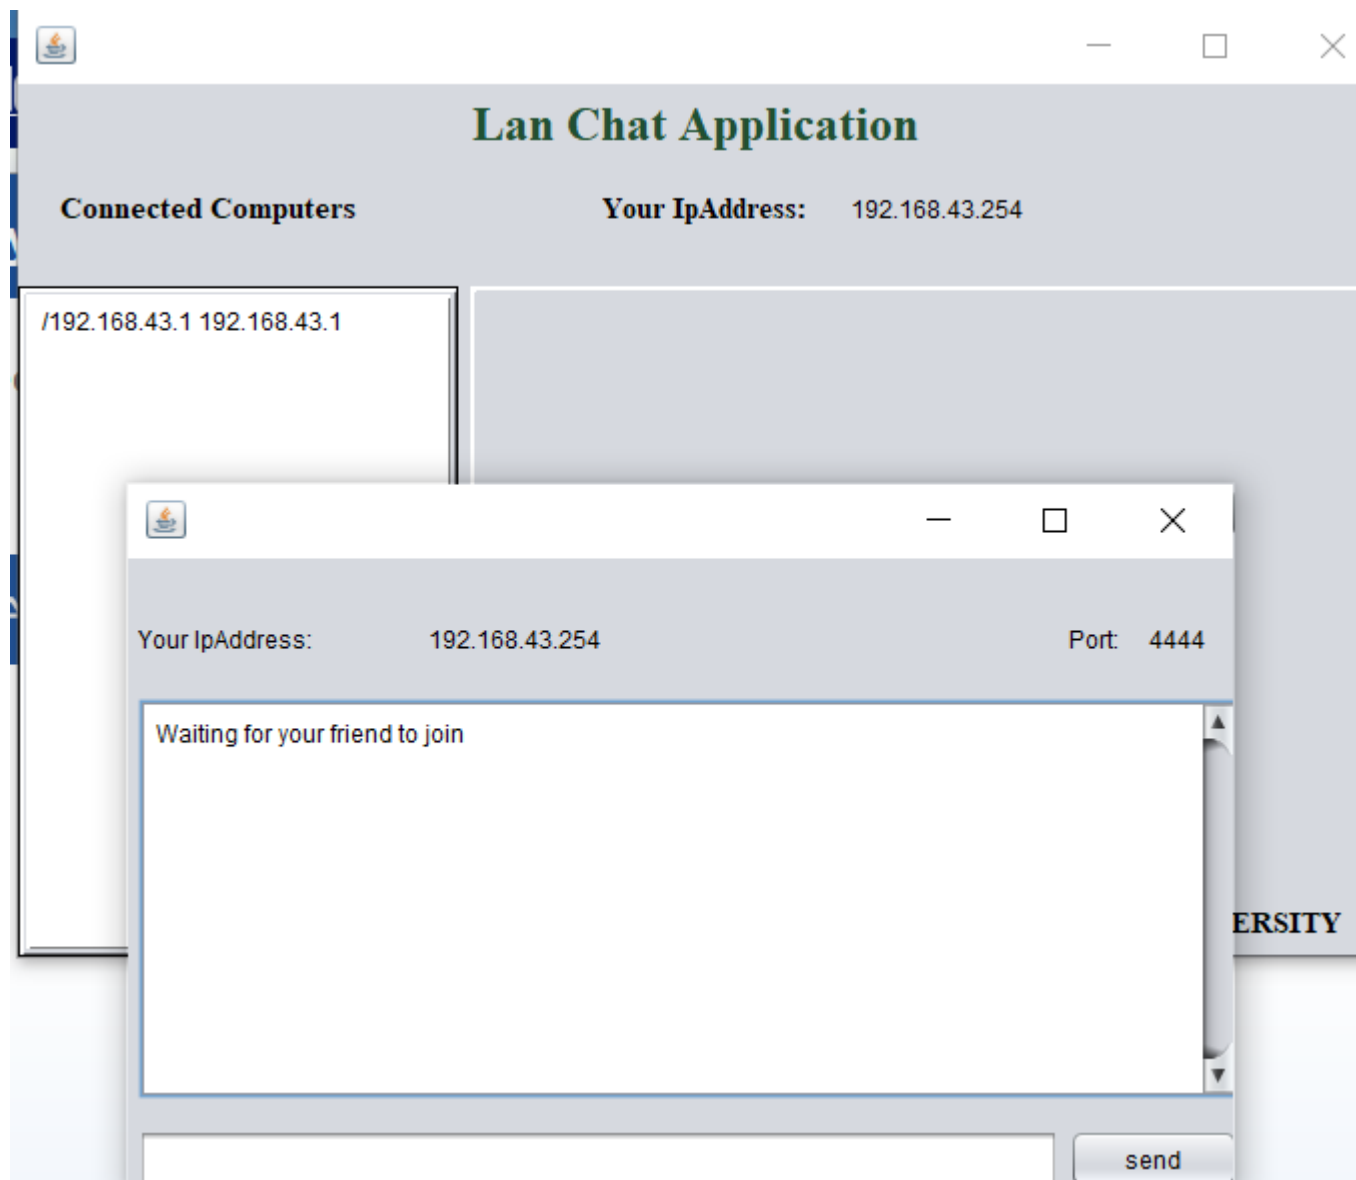 Lan Chat Application
Connected Computers
Your IpAddress: 192.168.43.254
/192.168.43.1 192.168.43.1
Your IpAddress: 192.168.43.254
Port: 4444
Waiting for your friend to join
ERSITY
send